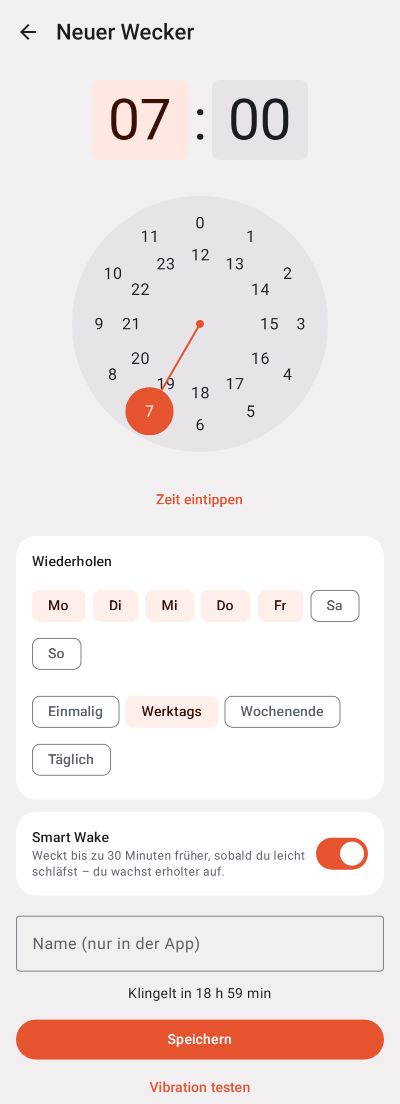 Neuer Wecker
07 : 00
0
11 1
12
23 13
10 2
22 14
9 21 15 3
20 16
8 4
19 17
18
7 5
6
Zeit eintippen
Wiederholen
Mo Di Mi Do Fr Sa
So
Einmalig Werktags Wochenende
Täglich
Smart Wake
Weckt bis zu 30 Minuten früher, sobald du leicht
schläfst – du wachst erholter auf.
Name (nur in der App)
Klingelt in 18 h 59 min
Speichern
Vibration testen